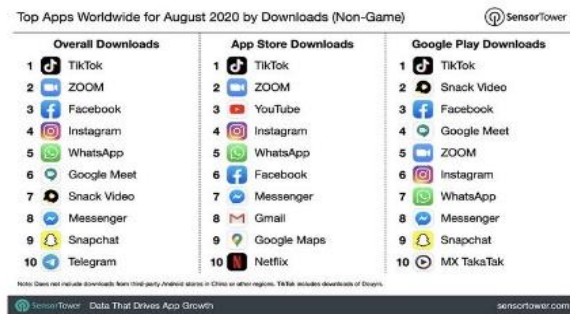 Top Apps Worldwide for August 2020 by Downloads (Non-Game)
SensorTower
Overall Downloads
1 TikTok
2 ZOOM
3 Facebook
4 Instagram
5 WhatsApp
6 Google Meet
7 Snack Video
8 Messenger
9 Snapchat
10 Telegram
App Store Downloads
1 TikTok
2 ZOOM
3 YouTube
4 Instagram
5 WhatsApp
6 Facebook
7 Messenger
8 Gmail
9 Google Maps
10 Netflix
Google Play Downloads
1 TikTok
2 Snack Video
3 Facebook
4 Google Meet
5 ZOOM
6 Instagram
7 WhatsApp
8 Messenger
9 Snapchat
10 MX TakaTak
Note: Does not include downloads from third-party Android stores in China or other regions. TikTok includes downloads of Douyin.
SensorTower Data That Drives App Growth
sensortower.com